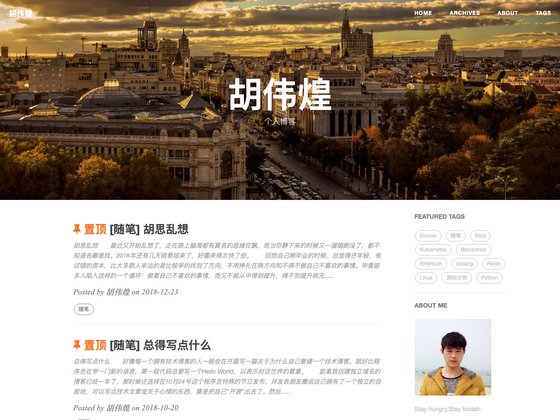 胡伟煌
HOME ARCHIVES ABOUT TAGS
胡伟煌
个人博客
置顶 [随笔] 胡思乱想
胡思乱想 最近又开始乱想了，走在路上脑海都有莫名的思绪在飘，而当你静下来的时候又一溜烟跑没了，都不
知道去哪里找。2018年还有几天就要结束了，好像来得太快了些。 回想自己刚毕业的时候，总觉得还年轻，有
试错的资本，比大多数人幸运的是比较早的找到了方向，不用挣扎在换方向和不得不做自己不喜欢的事情。毕竟挺
多人陷入这样的一个循环：做着自己不喜欢的事情，而又不能从中得到提升，得不到提升就无......
Posted by 胡伟煌 on 2018-12-23
随笔
置顶 [随笔] 总得写点什么
总得写点什么 好像每一个拥有技术博客的人一般会在开篇写一篇关于为什么自己要建一个技术博客，就好比程
序员在学一门新的语言，第一段代码总要写一个Hello World，以表示对这世界的尊重。 距离我创建独立域名的
博客已经一年了，那时候还选择在10月24号这个程序员特殊的节日发布，并发表朋友圈说自己拥有了一个独立的自
居地，可以写点技术文章或关于心情的东西，算是把自己“开源”出去了。然后......
Posted by 胡伟煌 on 2018-10-20
FEATURED TAGS
Docker 随笔 Etcd
Kubernetes Blockchain
Ethereum Golang Redis
Linux 源码分析 Python
ABOUT ME
Stay hungry,Stay foolish